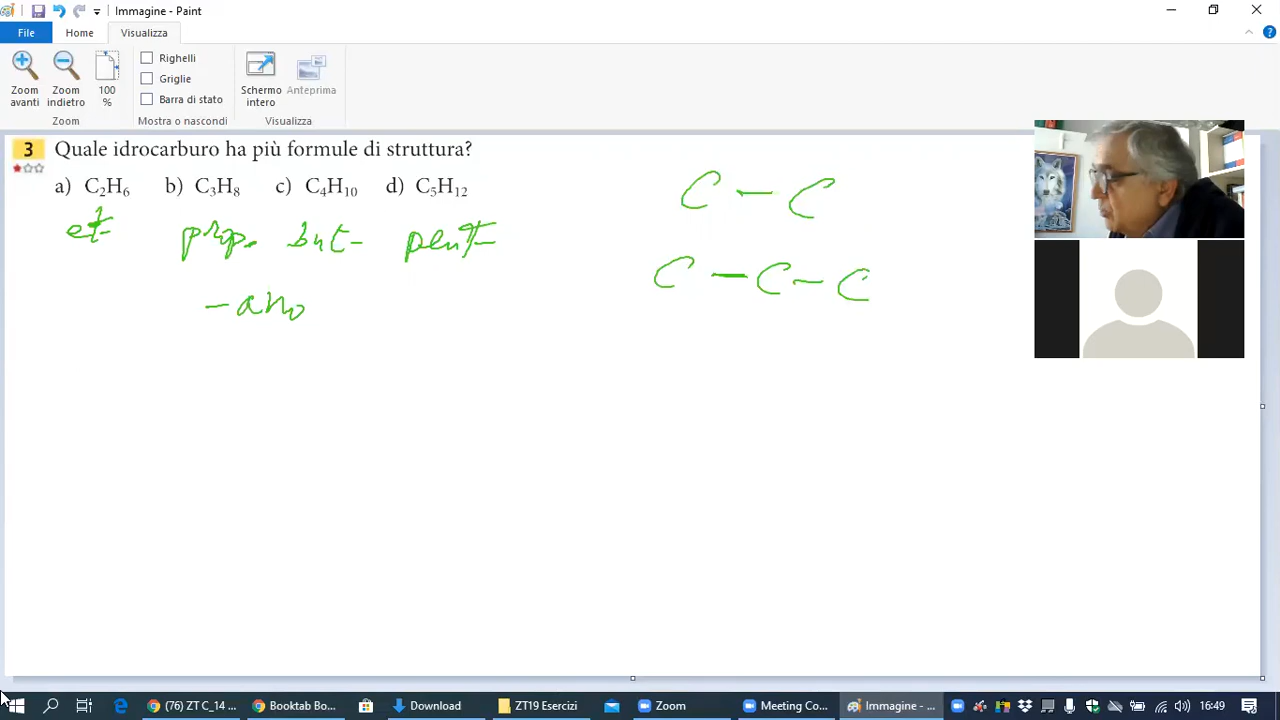 Immagine - Paint
File Home Visualizza
Righelli
Griglie
Barra di stato
Zoom avanti
Zoom indietro
100 %
Schermo intero
Anteprima
Zoom Mostra o nascondi Visualizza
3 Quale idrocarburo ha più formule di struttura?
a) C₂H₆ b) C₃H₈ c) C₄H₁₀ d) C₅H₁₂
et- prop- but- pent-
-ano
C - C
C - C - C
(76) ZT C_14 ... Booktab Bo... Download ZT19 Esercizi Zoom Meeting Co... Immagine - ... 16:49